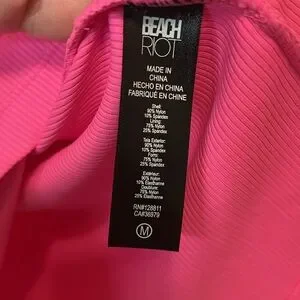 BEACH
RIOT
MADE IN
CHINA
HECHO EN CHINA
FABRIQUÉ EN CHINE
Shell:
90% Nylon
10% Spandex
Lining:
75% Nylon
25% Spandex
Tela Exterior:
90% Nylon
10% Spandex
Forro:
75% Nylon
25% Spandex
Extérieur:
90% Nylon
10% Élasthanne
Doublure:
75% Nylon
25% Élasthanne
RN#128811
CA#36979
M